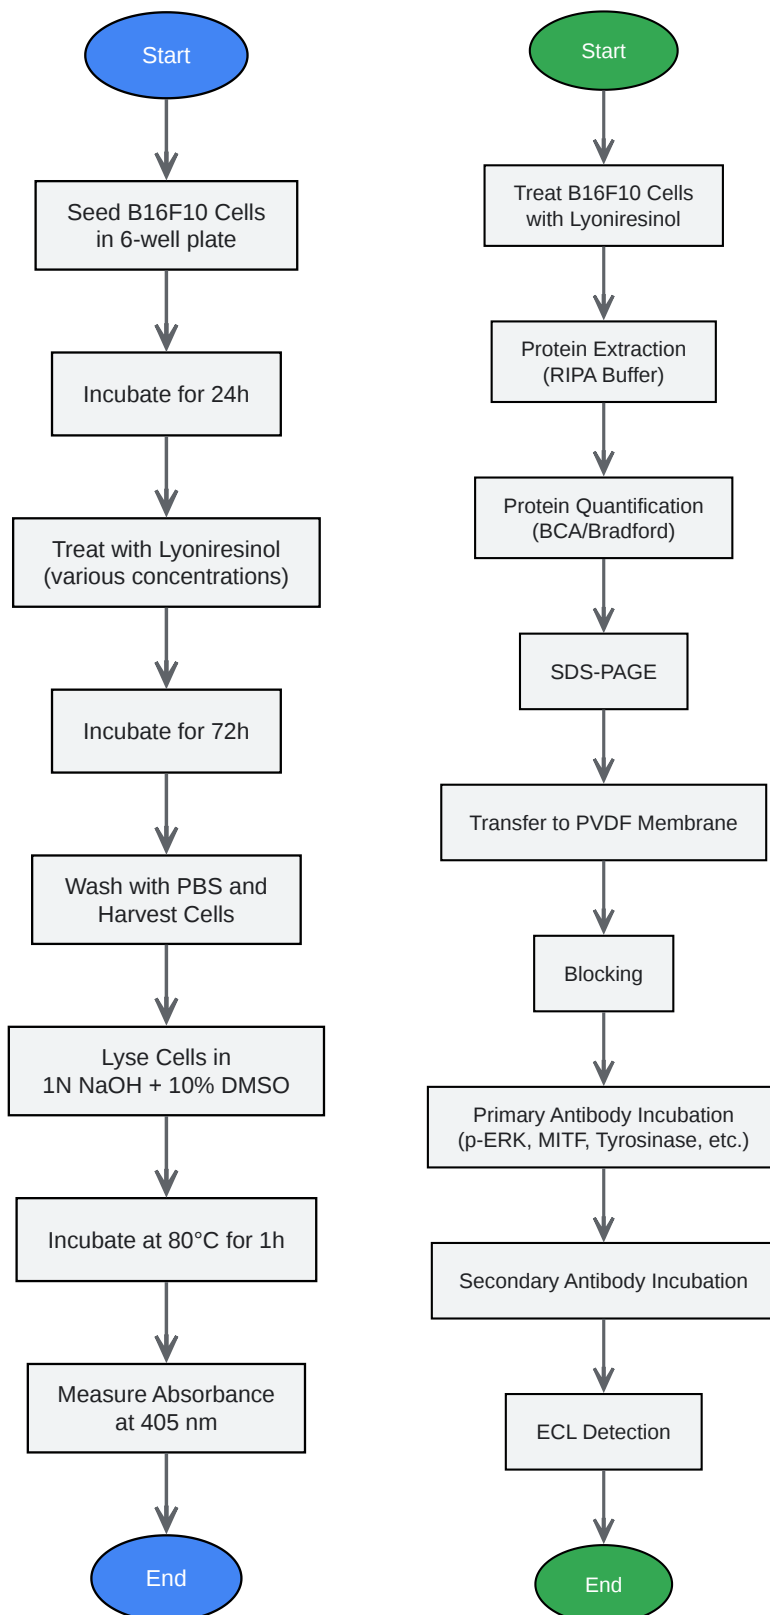 Start
Seed B16F10 Cells
in 6-well plate
Incubate for 24h
Treat with Lyoniresinol
(various concentrations)
Incubate for 72h
Wash with PBS and
Harvest Cells
Lyse Cells in
1N NaOH + 10% DMSO
Incubate at 80°C for 1h
Measure Absorbance
at 405 nm
End
Start
Treat B16F10 Cells
with Lyoniresinol
Protein Extraction
(RIPA Buffer)
Protein Quantification
(BCA/Bradford)
SDS-PAGE
Transfer to PVDF Membrane
Blocking
Primary Antibody Incubation
(p-ERK, MITF, Tyrosinase, etc.)
Secondary Antibody Incubation
ECL Detection
End